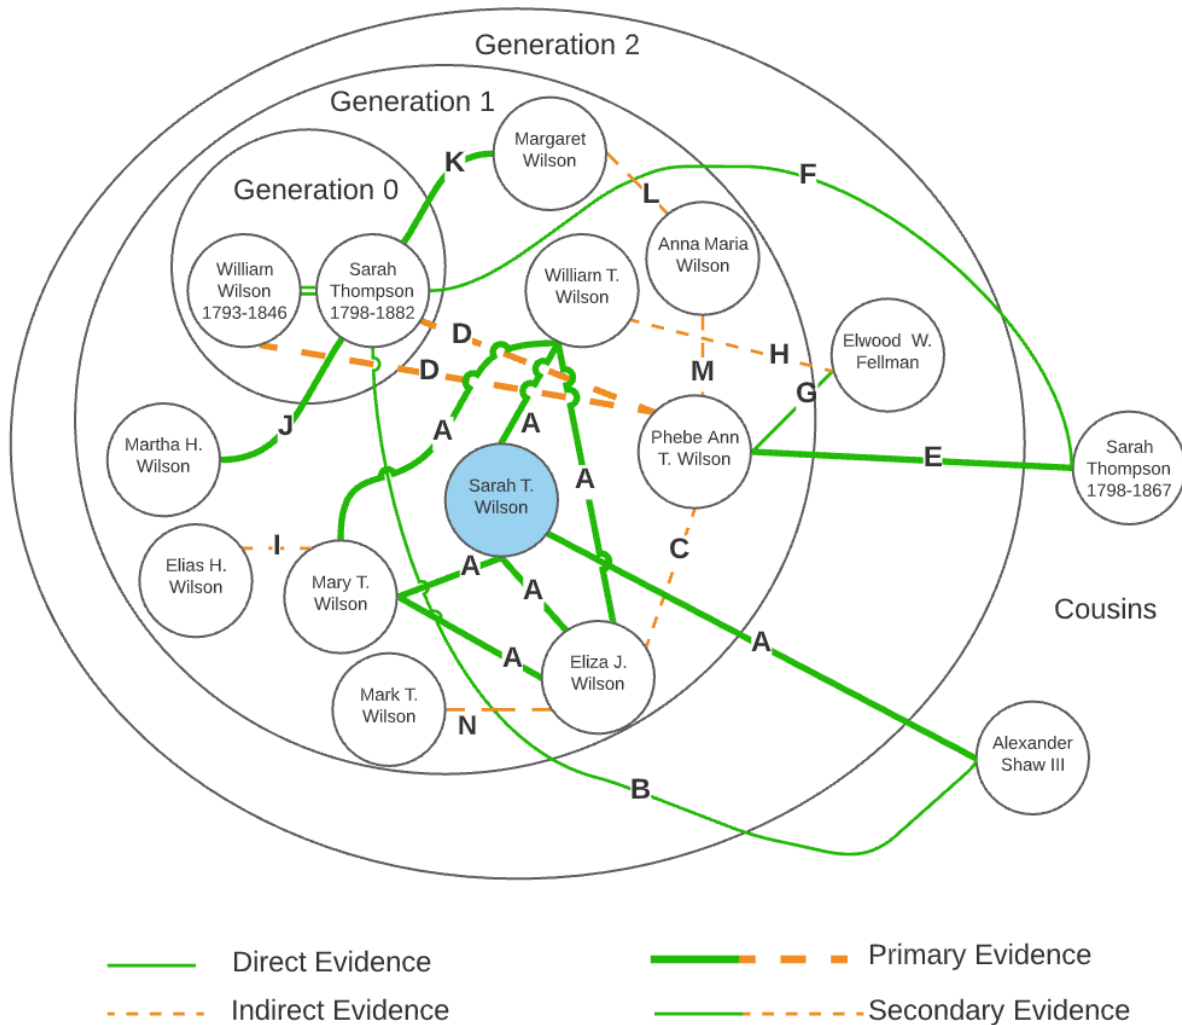 Generation 2
Generation 1
Generation 0
Margaret
Wilson
K
F
L
Anna Maria
Wilson
William
Wilson
1793-1846
Sarah
Thompson
1798-1882
William T.
Wilson
Elwood  W.
Fellman
D
D
H
M
G
J
A
A
A
Martha H.
Wilson
Phebe Ann
T. Wilson
E
Sarah
Thompson
1798-1867
Sarah T.
Wilson
I
C
Elias H.
Wilson
Mary T.
Wilson
A
A
Cousins
A
A
Eliza J.
Wilson
Mark T.
Wilson
N
Alexander
Shaw III
B
Direct Evidence
Primary Evidence
Indirect Evidence
Secondary Evidence